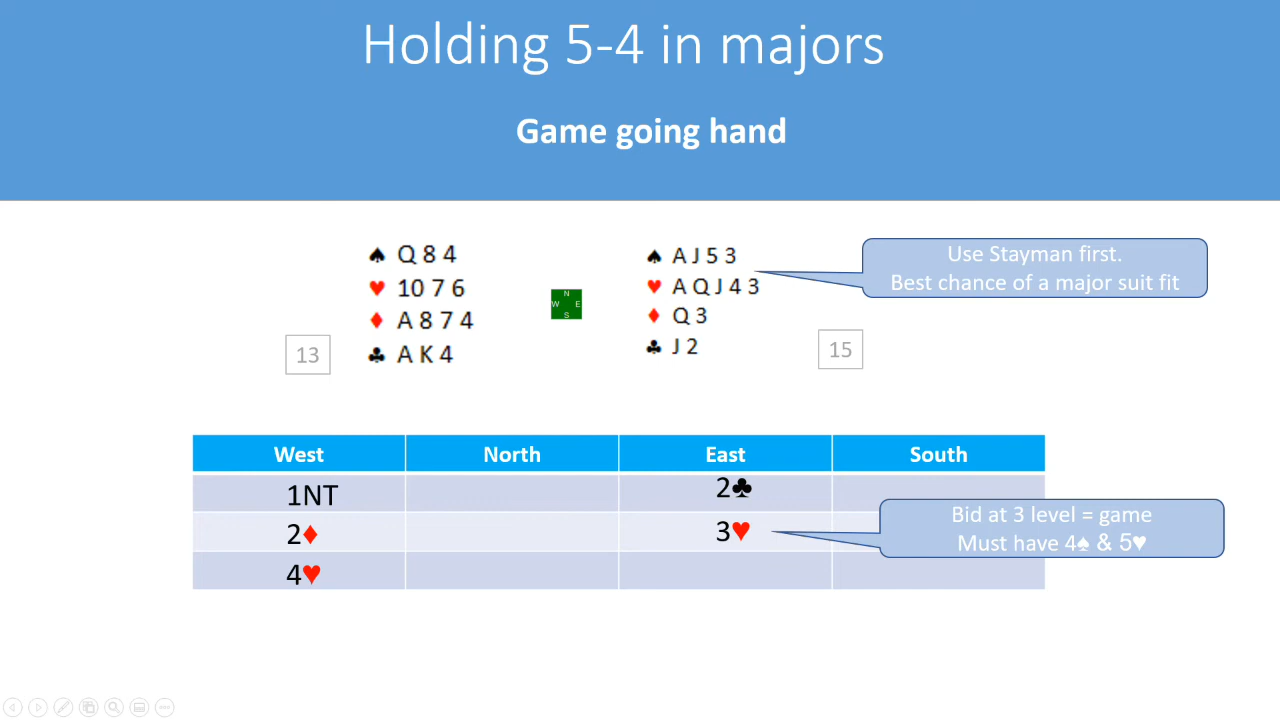 Holding 5-4 in majors
Game going hand
♠ Q 8 4
♥ 10 7 6
♦ A 8 7 4
♣ A K 4
13
N
W E
S
♠ A J 5 3
♥ A Q J 4 3
♦ Q 3
♣ J 2
15
Use Stayman first.
Best chance of a major suit fit
West North East South
1NT 2♣
2♦ 3♥
4♥
Bid at 3 level = game
Must have 4♠ & 5♥